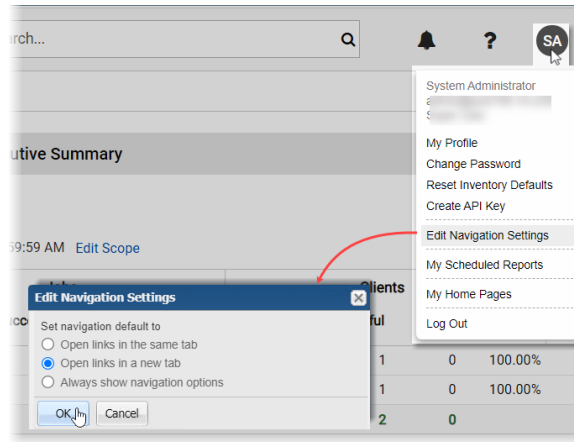 arch...
?
SA
System Administrator
My Profile
Change Password
Reset Inventory Defaults
Create API Key
Edit Navigation Settings
My Scheduled Reports
My Home Pages
Log Out
utive Summary
59:59 AM Edit Scope
lients
ful
Edit Navigation Settings
Set navigation default to
Open links in the same tab
Open links in a new tab
Always show navigation options
OK Cancel
1 0 100.00%
1 0 100.00%
2 0